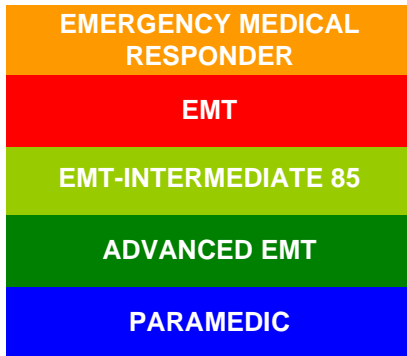 EMERGENCY MEDICAL
RESPONDER
EMT
EMT-INTERMEDIATE 85
ADVANCED EMT
PARAMEDIC